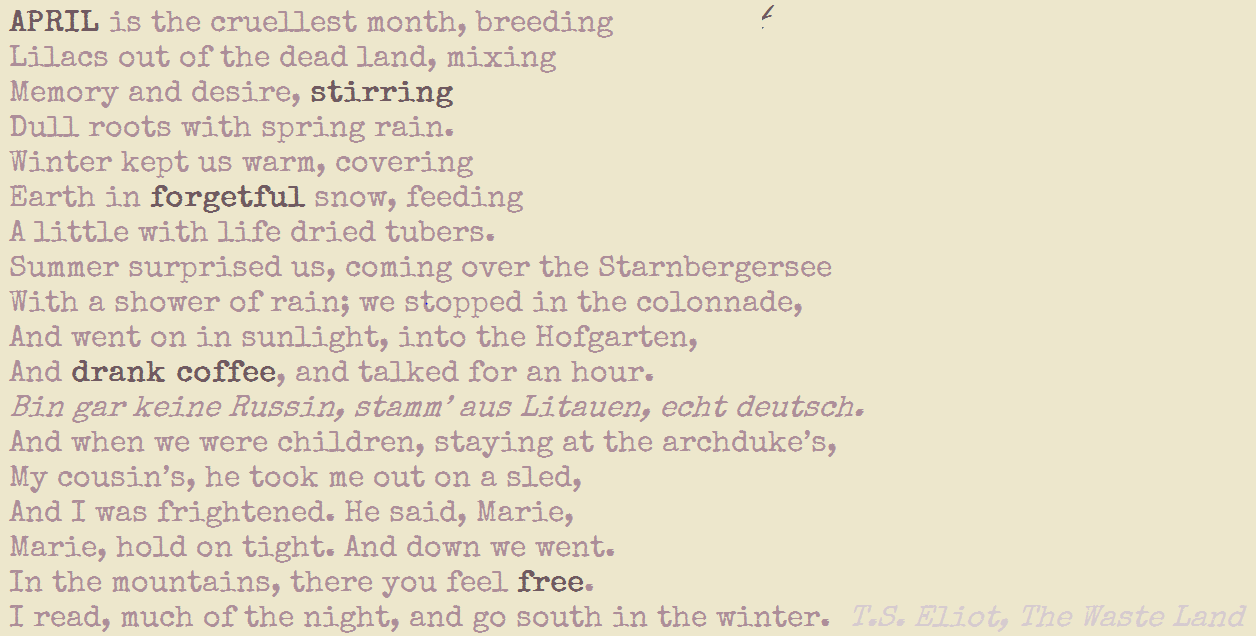 APRIL is the cruellest month, breeding
Lilacs out of the dead land, mixing
Memory and desire, stirring
Dull roots with spring rain.
Winter kept us warm, covering
Earth in forgetful snow, feeding
A little with life dried tubers.
Summer surprised us, coming over the Starnbergersee
With a shower of rain; we stopped in the colonnade,
And went on in sunlight, into the Hofgarten,
And drank coffee, and talked for an hour.
Bin gar keine Russin, stamm’ aus Litauen, echt deutsch.
And when we were children, staying at the archduke’s,
My cousin’s, he took me out on a sled,
And I was frightened. He said, Marie,
Marie, hold on tight. And down we went.
In the mountains, there you feel free.
I read, much of the night, and go south in the winter. T.S. Eliot, The Waste Land